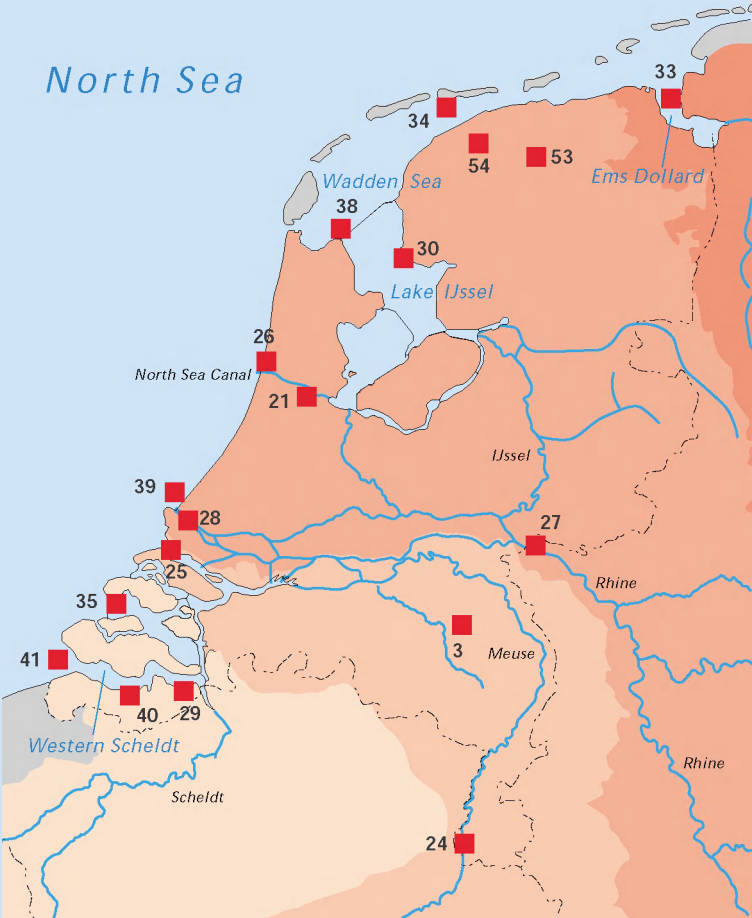 North Sea
33
34
54
53
Ems Dollard
Wadden Sea
38
30
Lake IJssel
26
North Sea Canal
21
IJssel
39
28
27
25
Rhine
35
3
Meuse
41
40
29
Western Scheldt
Rhine
Scheldt
24